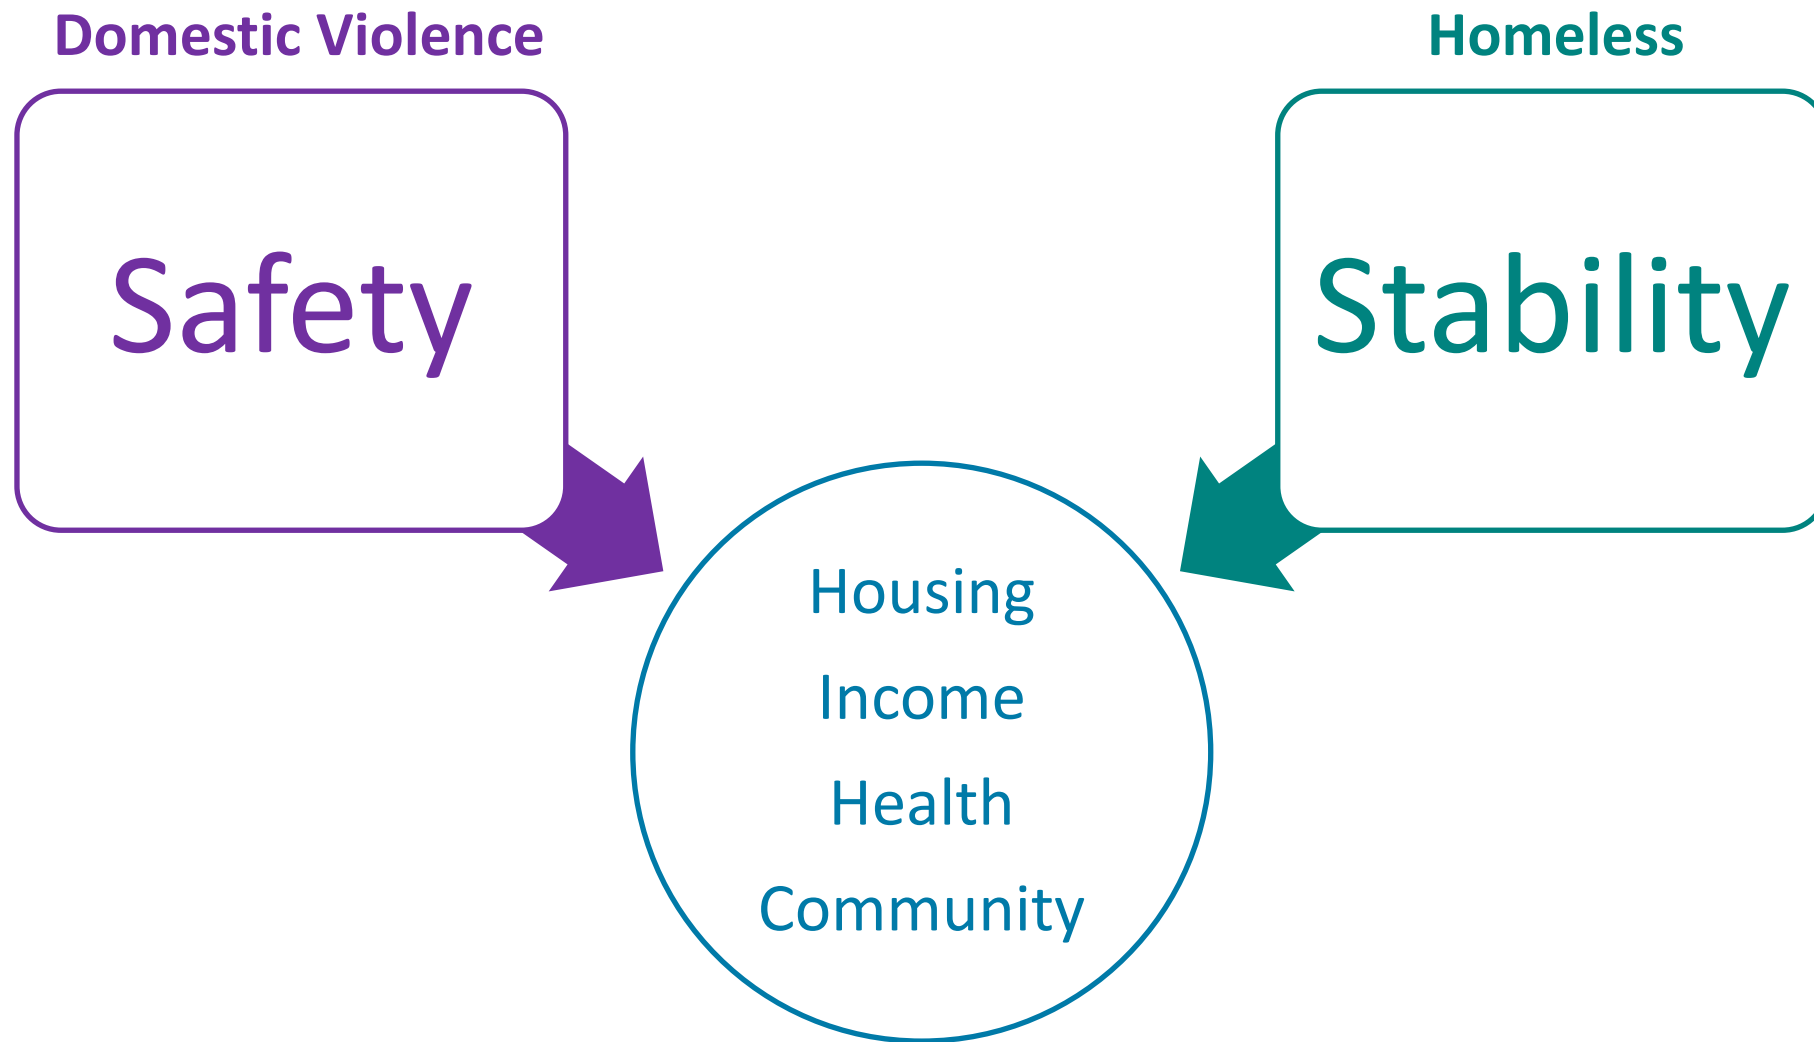 Domestic Violence
Homeless
Safety
Stability
Housing
Income
Health
Community